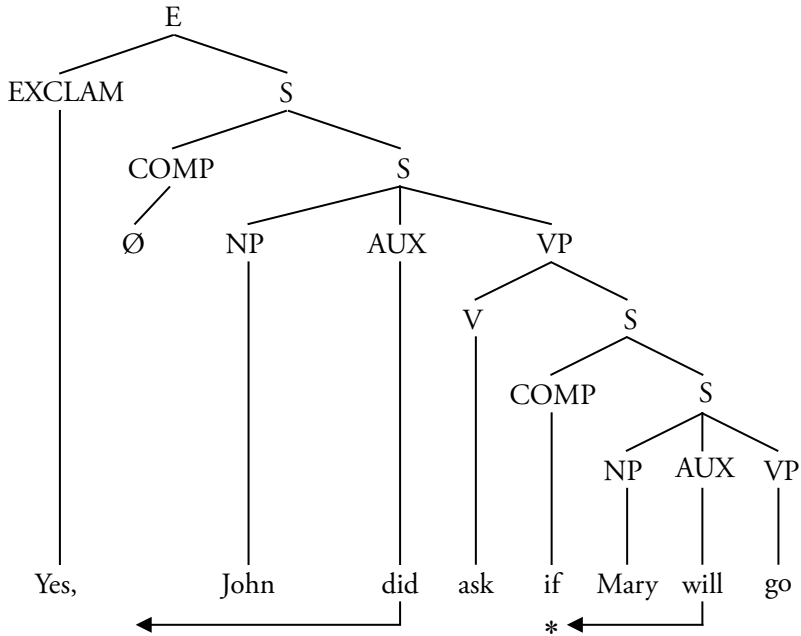 E
EXCLAM S
COMP S
Ø NP AUX VP
V S
COMP S
NP AUX VP
Yes, John did ask if Mary will go
*